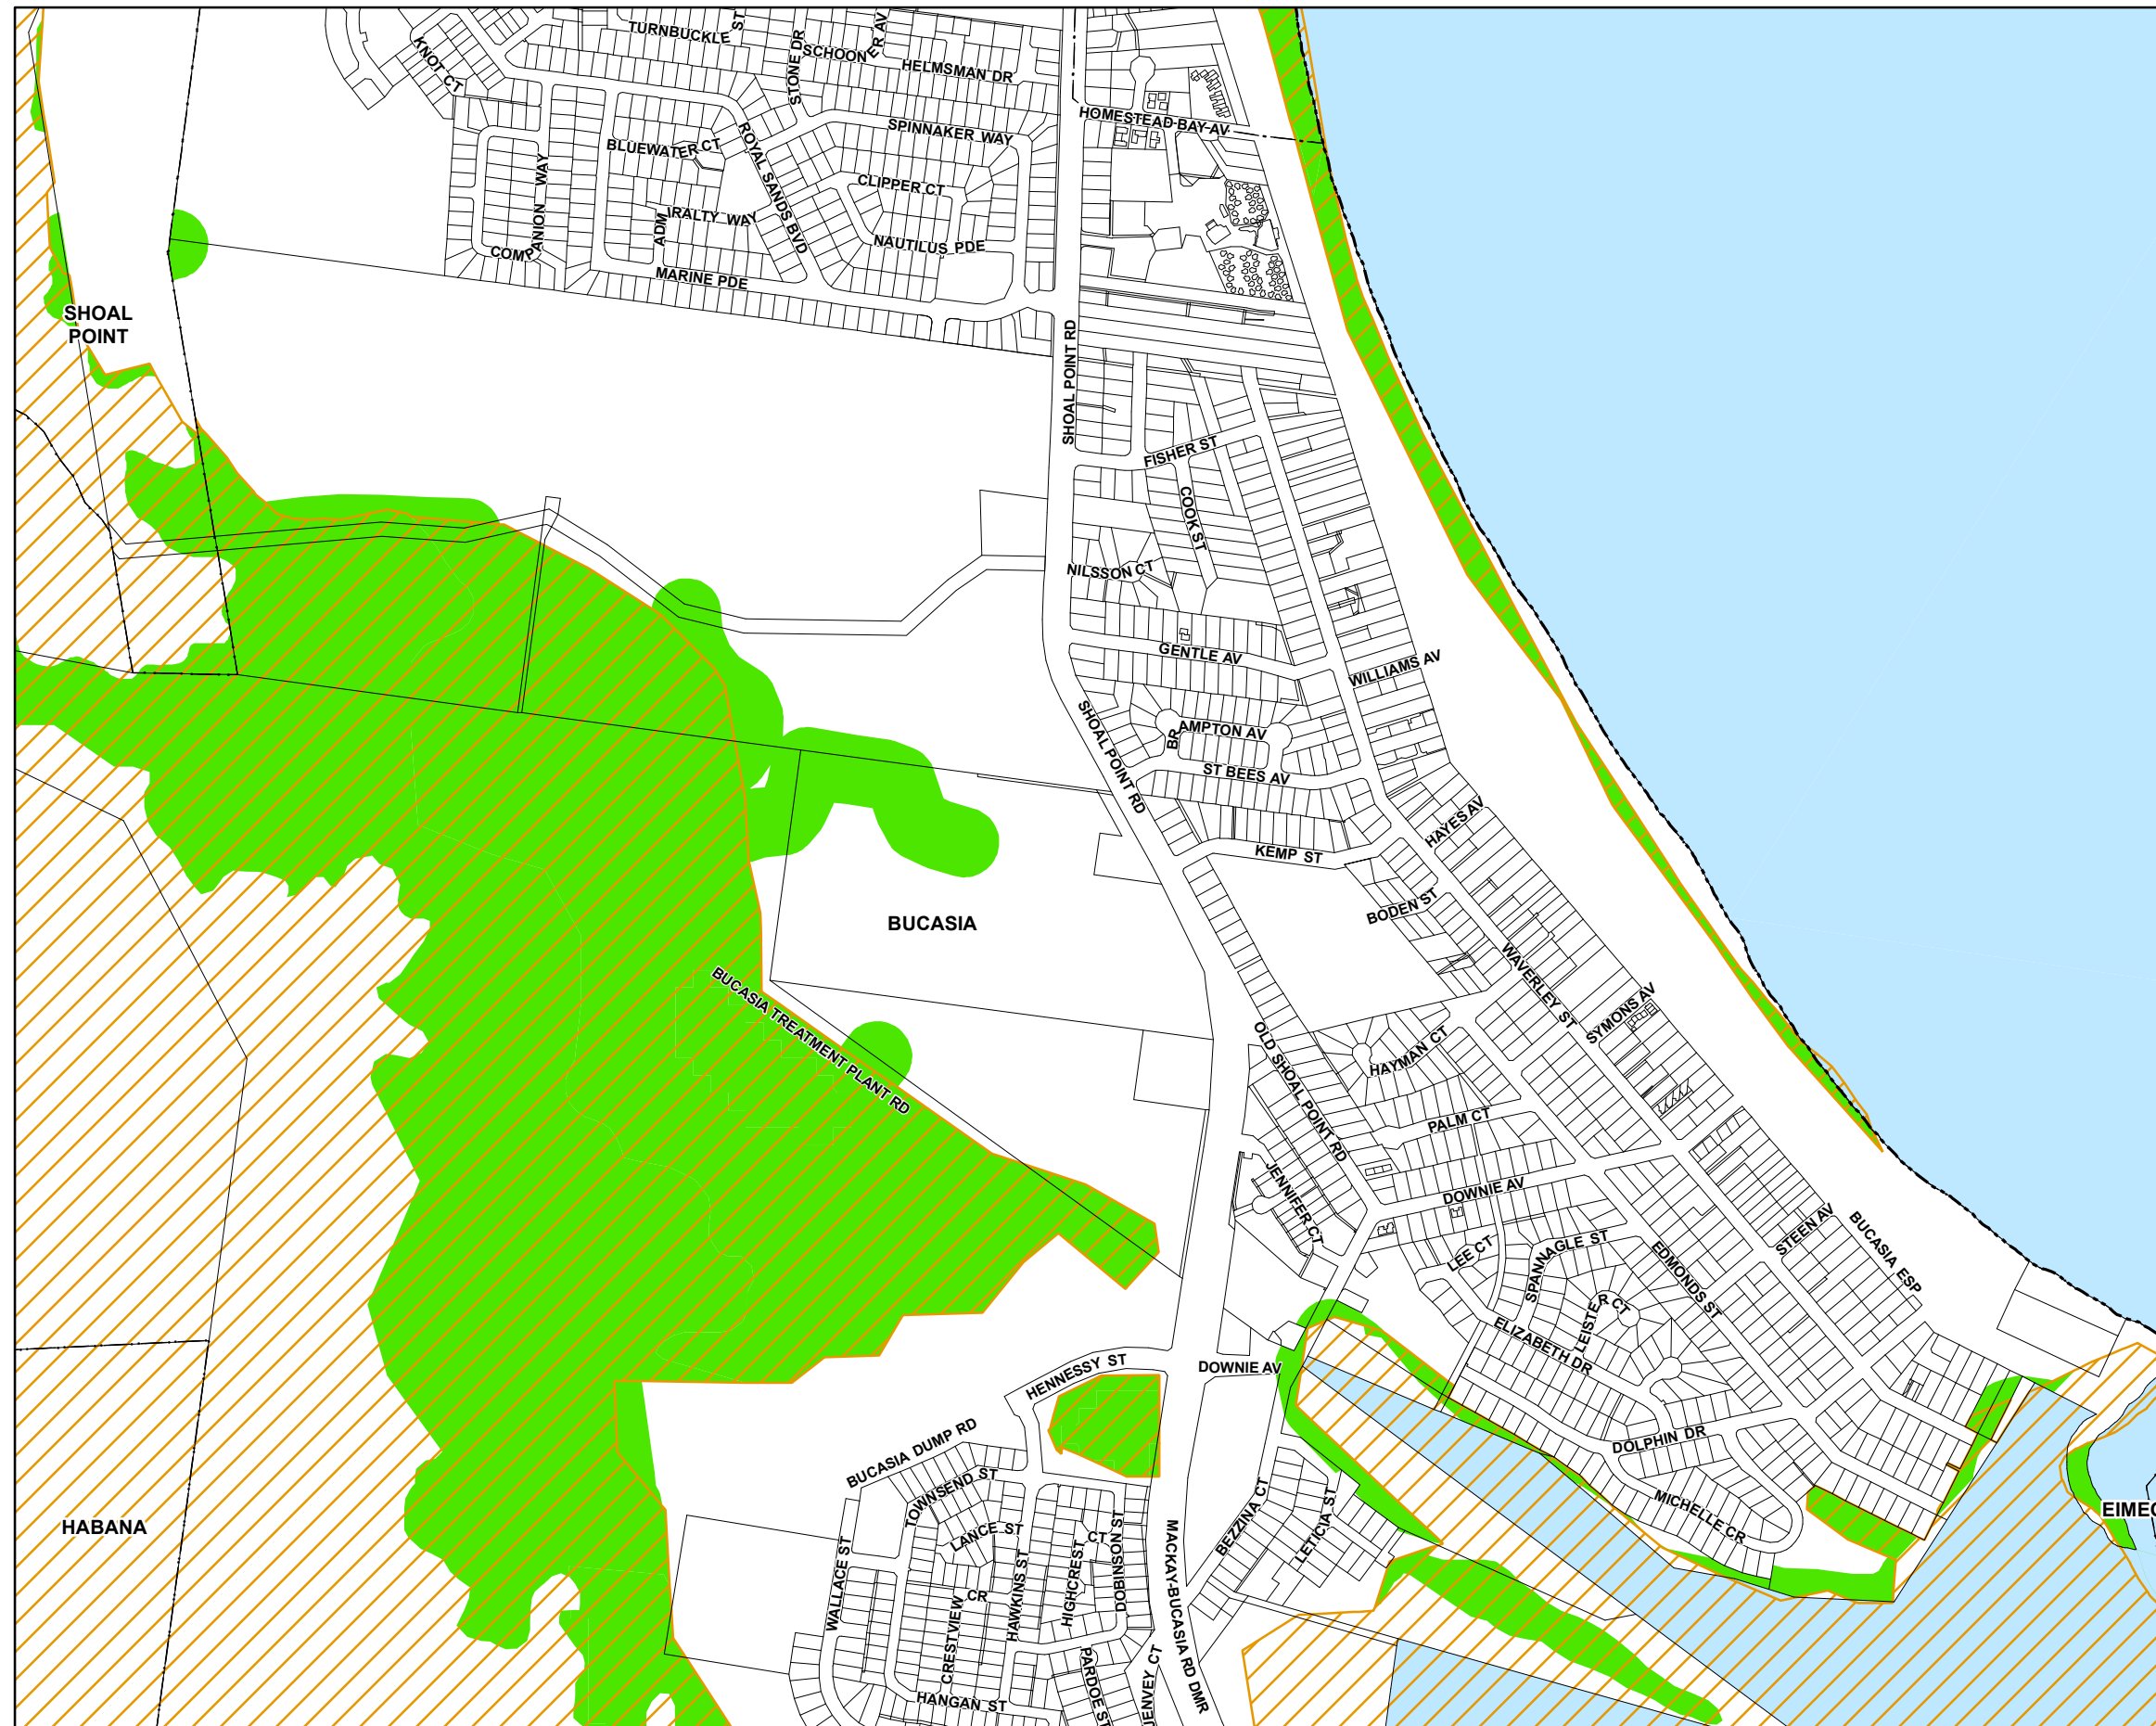 TURNBUCKLE ST
STONE DR
SCHOONER AV
HELMSMAN DR
KNOT CT
HOMESTEAD BAY AV
SPINNAKER WAY
BLUEWATER CT
ROYAL SANDS BVD
CLIPPER CT
COMPANION WAY
ADMIRALTY WAY
NAUTILUS PDE
MARINE PDE
SHOAL
POINT
SHOAL POINT RD
FISHER ST
COOK ST
NILSSON CT
GENTLE AV
WILLIAMS AV
SHOAL POINT RD
BRAMPTON AV
ST BEES AV
HAYES AV
KEMP ST
BODEN ST
BUCASIA
WAVERLEY ST
BUCASIA TREATMENT PLANT RD
SYMONS AV
OLD SHOAL POINT RD
HAYMAN CT
PALM CT
JENNIFER CT
DOWNIE AV
STEEN AV
BUCASIA ESP
LEE CT
SPANNAGLE ST
EDMONDS ST
LEISTER CT
ELIZABETH DR
HENNESSY ST
DOWNIE AV
BUCASIA DUMP RD
DOLPHIN DR
TOWNSEND ST
MICHELLE CR
HABANA
EIMEO
LANCE ST
BEZZINA CT
LETICIA ST
WALLACE ST
HAWKINS ST
HIGHCREST CT
DOBINSON ST
MACKAY-BUCASIA RD DMR
CRESTVIEW CR
HANGAN ST
PARDOE ST
JENVEY CT